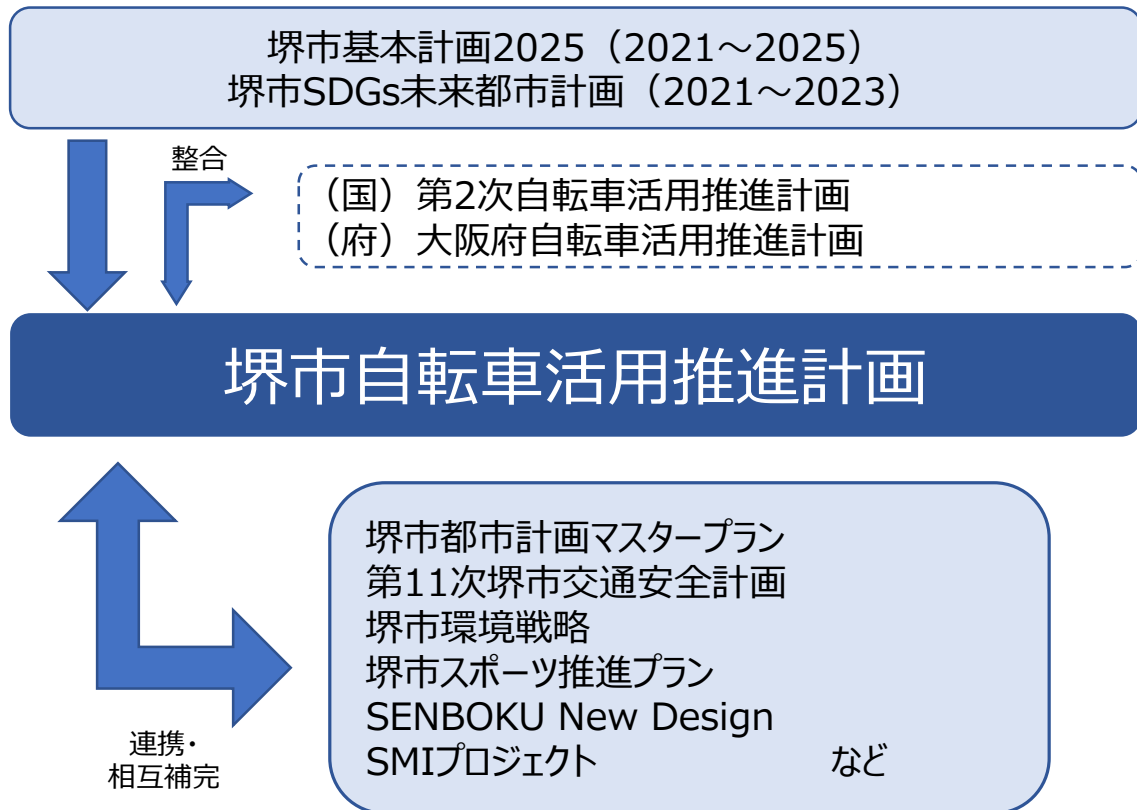 堺市基本計画2025（2021～2025）
堺市SDGs未来都市計画（2021～2023）
整合
（国）第2次自転車活用推進計画
（府）大阪府自転車活用推進計画
堺市自転車活用推進計画
堺市都市計画マスタープラン
第11次堺市交通安全計画
堺市環境戦略
堺市スポーツ推進プラン
SENBOKU New Design
SMIプロジェクト　　　　　　など
連携・
相互補完